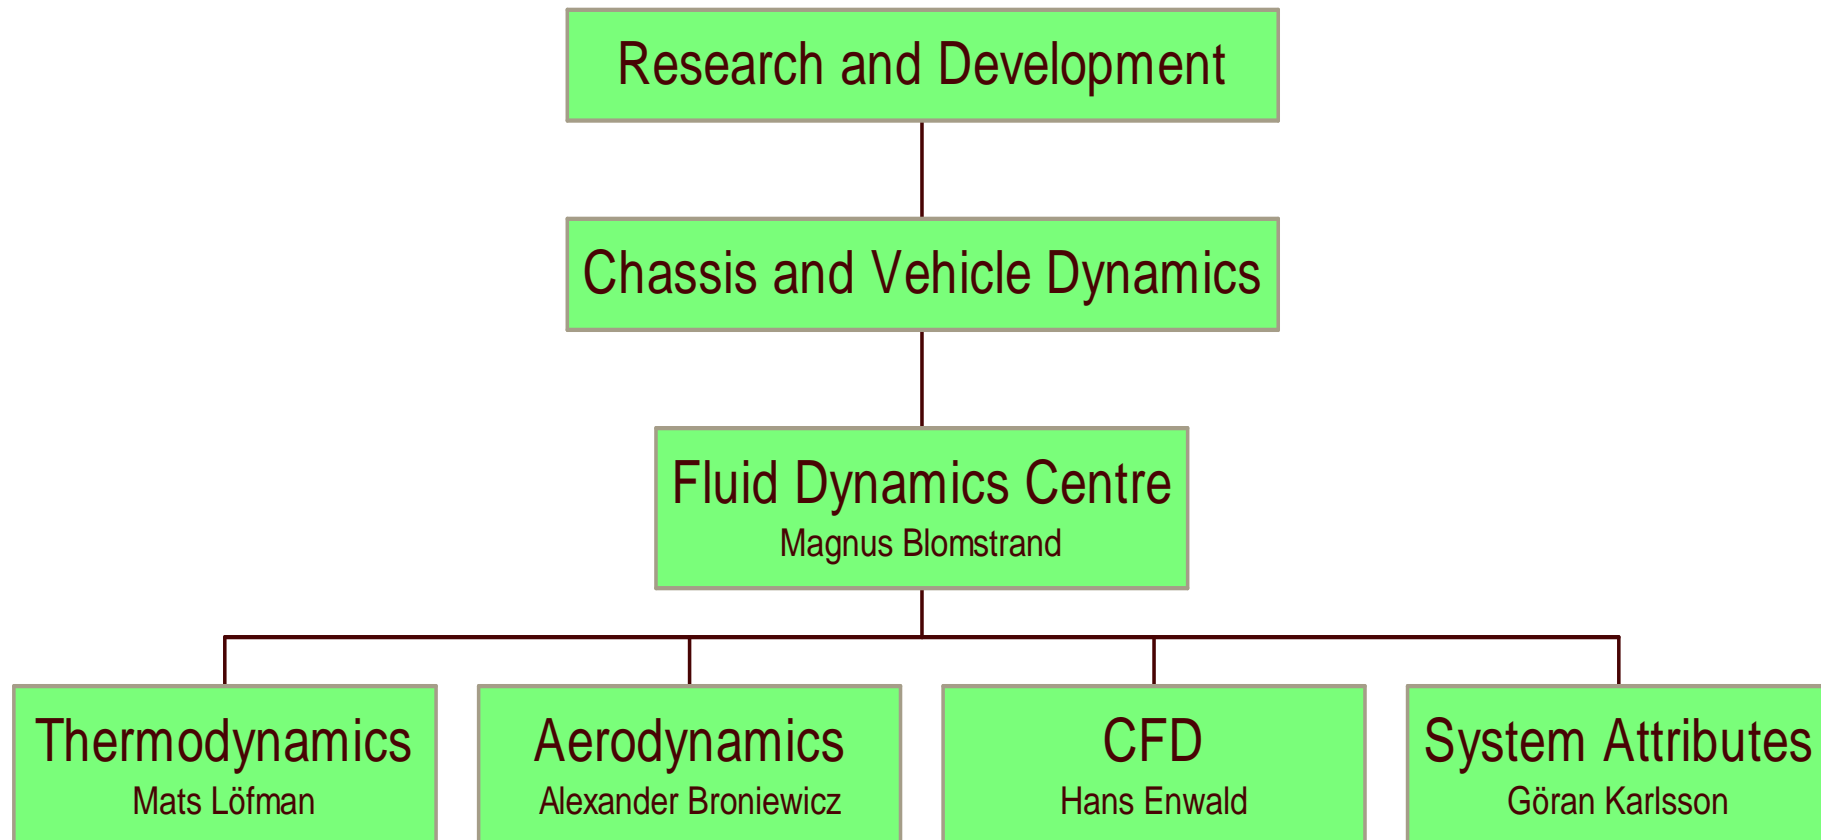 Research and Development
Chassis and Vehicle Dynamics
Fluid Dynamics Centre
Magnus Blomstrand
Thermodynamics
Mats Löfman
Aerodynamics
Alexander Broniewicz
CFD
Hans Enwald
System Attributes
Göran Karlsson